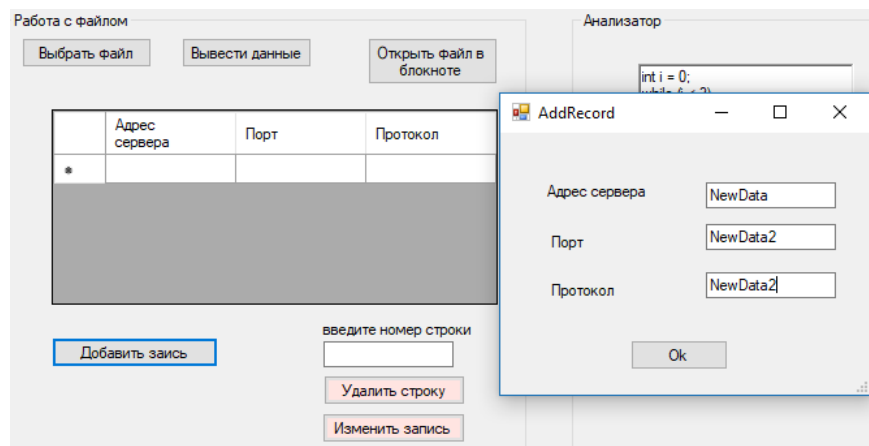 Работа с файлом
Выбрать файл
Вывести данные
Открыть файл в
блокноте
Адрес
сервера
Порт
Протокол
Добавить заись
введите номер строки
Удалить строку
Изменить запись
Анализатор
int i = 0;
AddRecord
Адрес сервера
NewData
Порт
NewData2
Протокол
NewData2
Ok